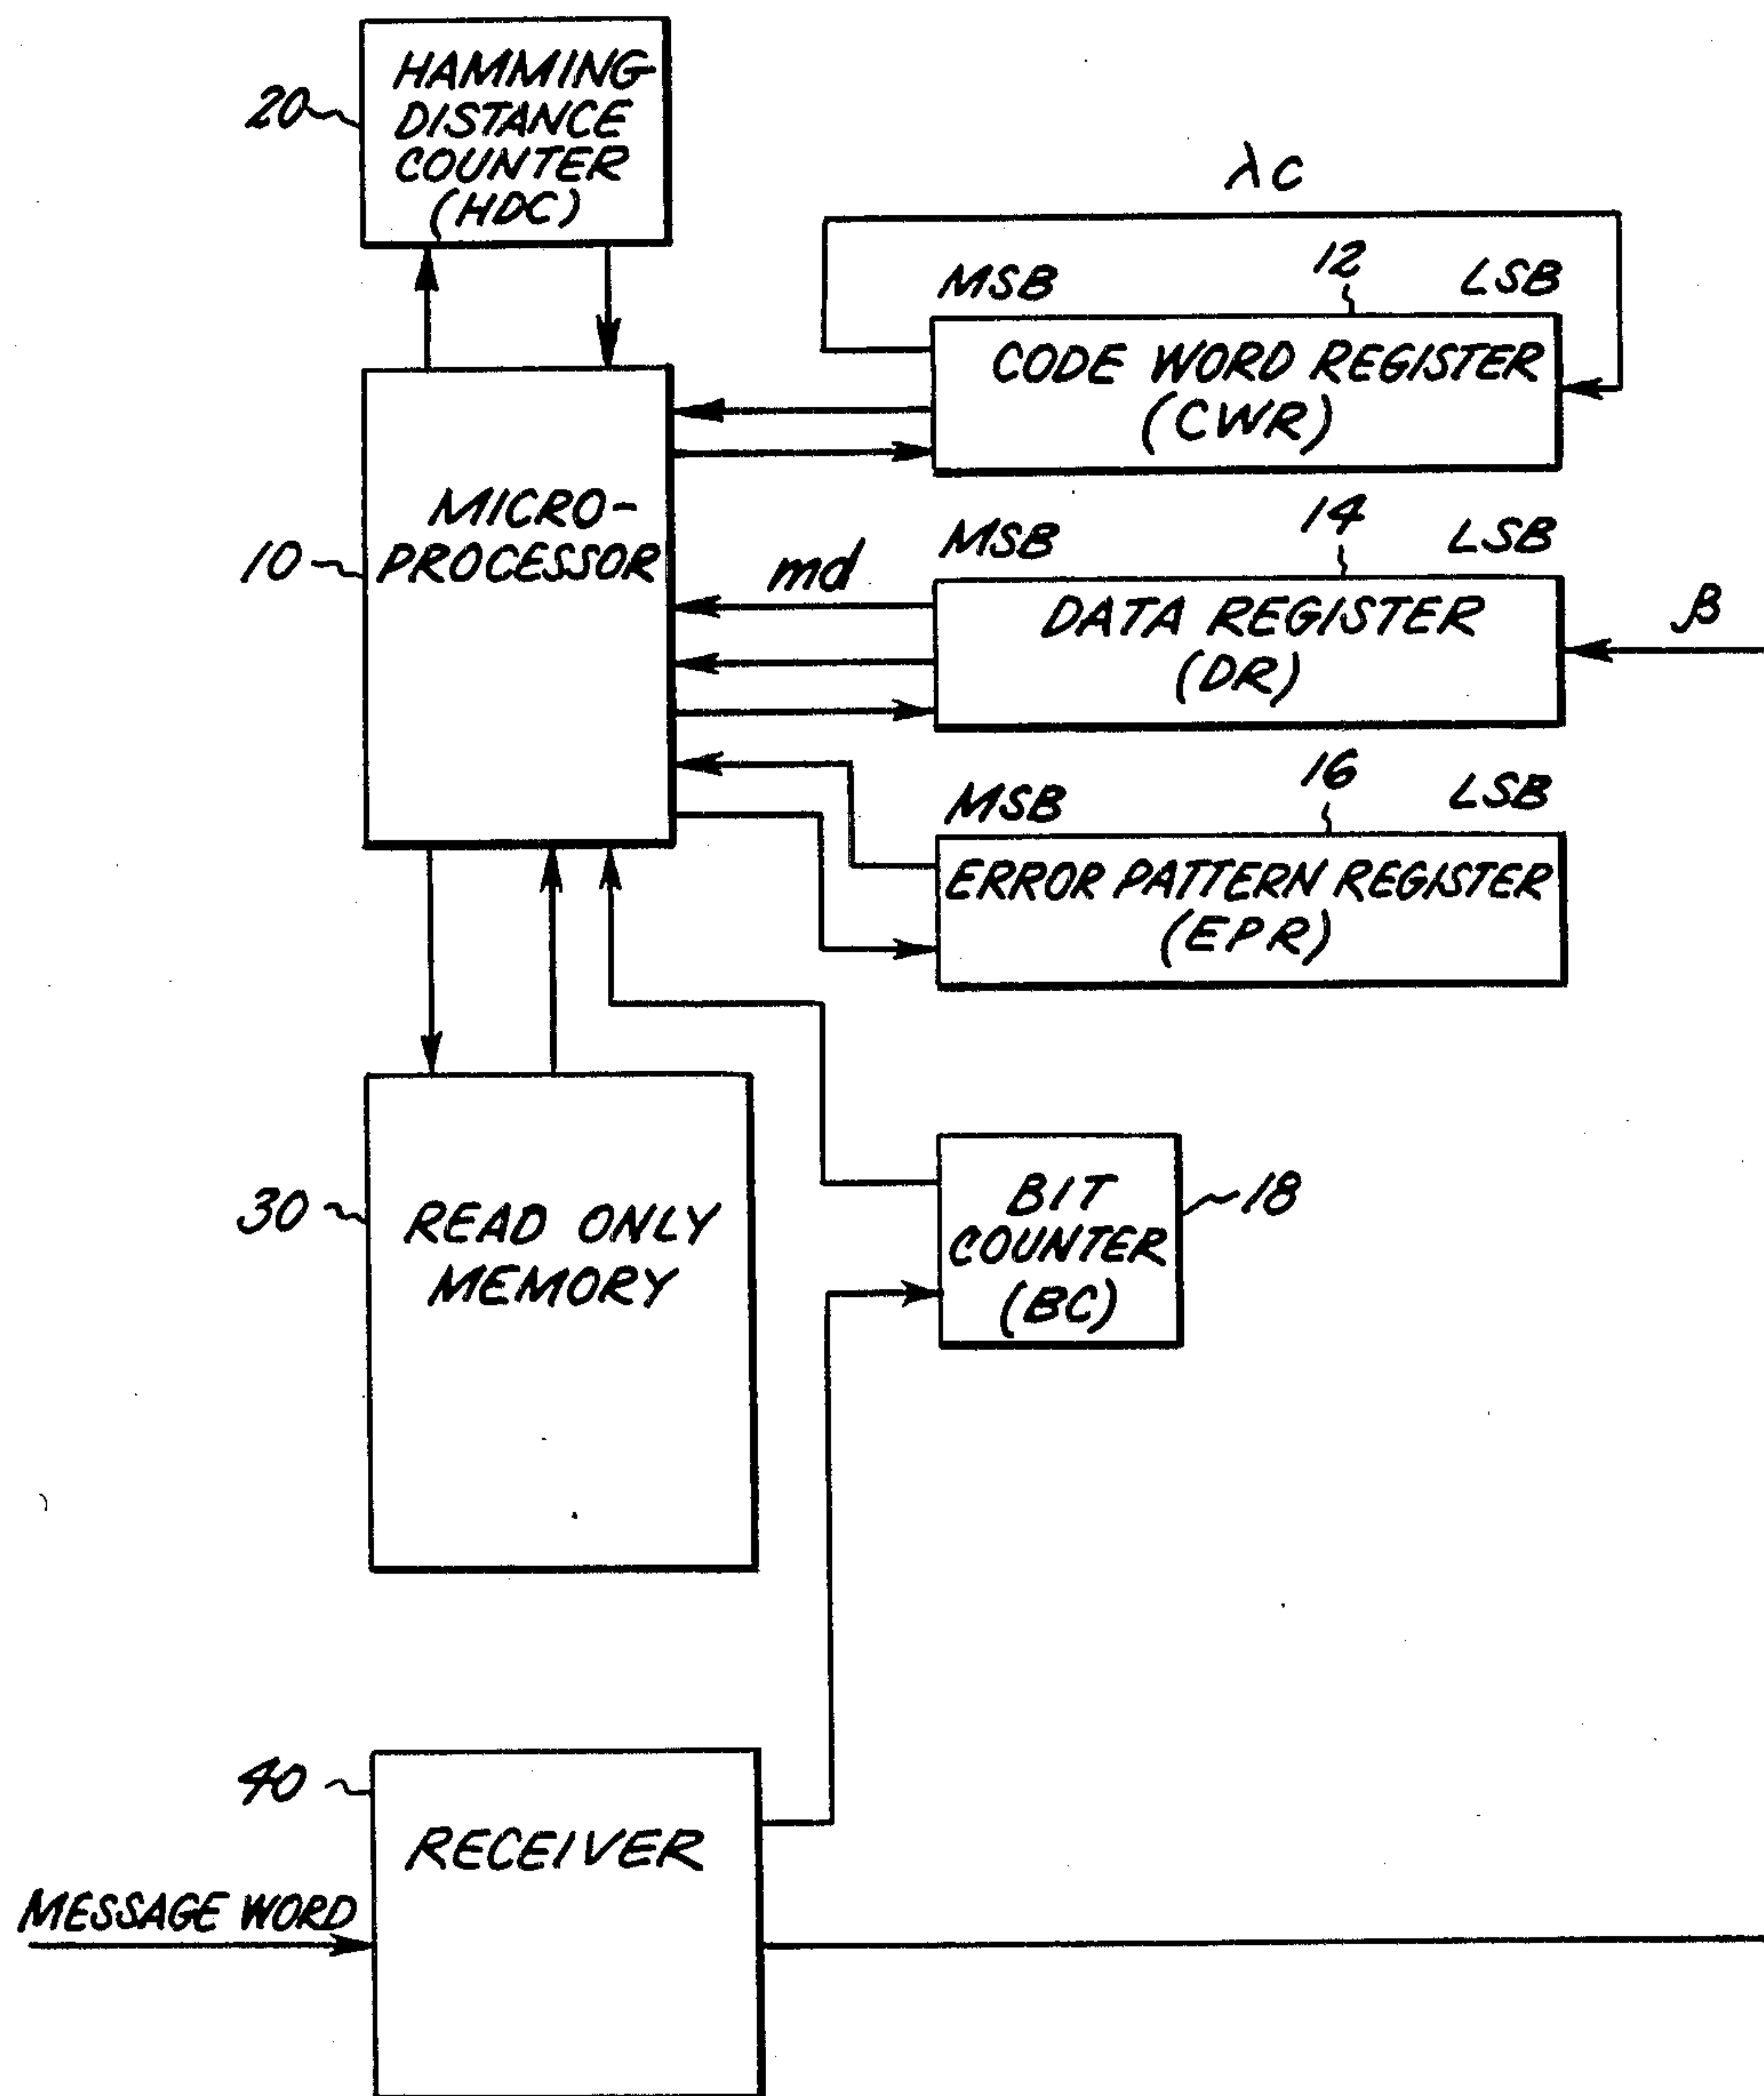 HAMMING
DISTANCE
COUNTER
(HDC)
20
λC
MSB
12
LSB
CODE WORD REGISTER
(CWR)
MICRO-
PROCESSOR
10
MSB
14
LSB
md
DATA REGISTER
(DR)
β
MSB
16
LSB
ERROR PATTERN REGISTER
(EPR)
30
READ ONLY
MEMORY
BIT
COUNTER
(BC)
18
40
RECEIVER
MESSAGE WORD